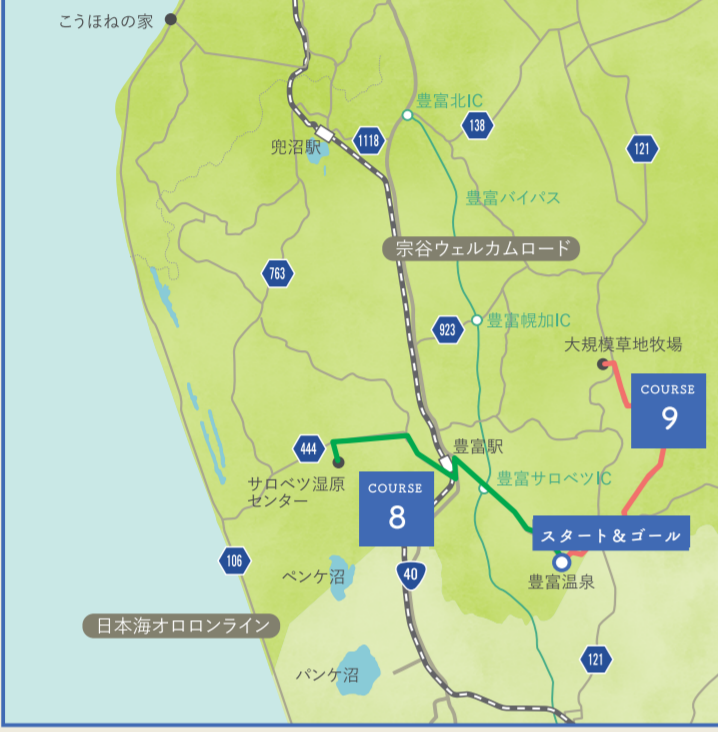 こうほねの家
豊富北IC
138
1118
兜沼駅
121
豊富バイパス
宗谷ウェルカムロード
763
豊富幌加IC
923
大規模草地牧場
COURSE
9
豊富駅
444
サロベツ湿原
センター
豊富サロベツIC
COURSE
8
スタート&ゴール
106
ペンケ沼
40
豊富温泉
日本海オロロンライン
121
パンケ沼